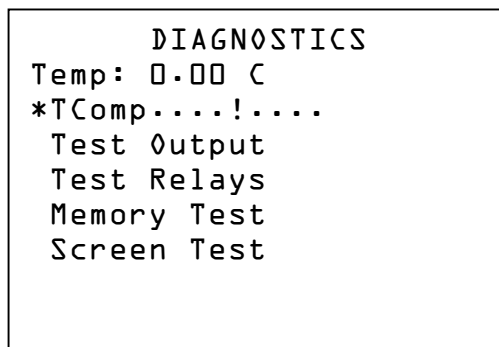 DIAGNOSTICS
Temp: 0.00 C
*TComp....!....
Test Output
Test Relays
Memory Test
Screen Test